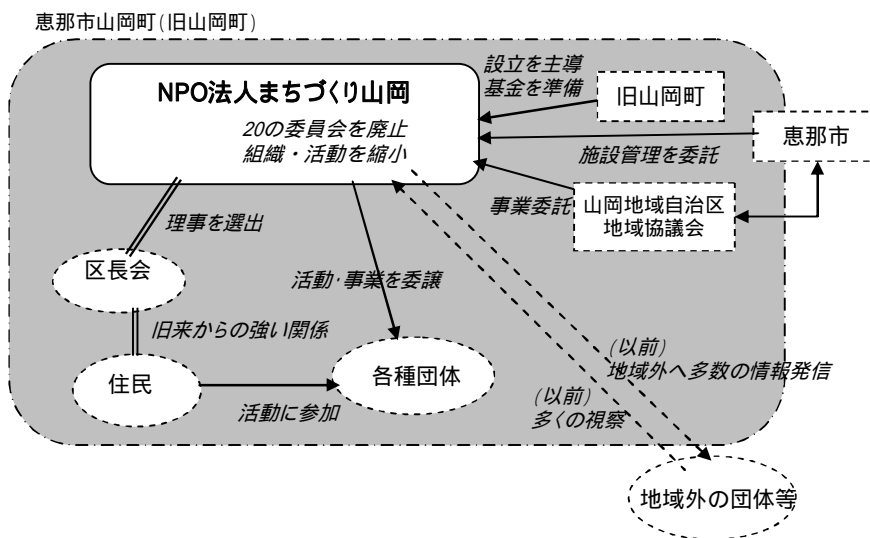 恵那市山岡町(旧山岡町)
NPO法人まちづくり山岡
20の委員会を廃止
組織・活動を縮小
設立を主導
基金を準備
旧山岡町
恵那市
施設管理を委託
事業委託
山岡地域自治区
地域協議会
理事を選出
区長会
活動・事業を委譲
旧来からの強い関係
住民
各種団体
活動に参加
(以前)
地域外へ多数の情報発信
(以前)
多くの視察
地域外の団体等